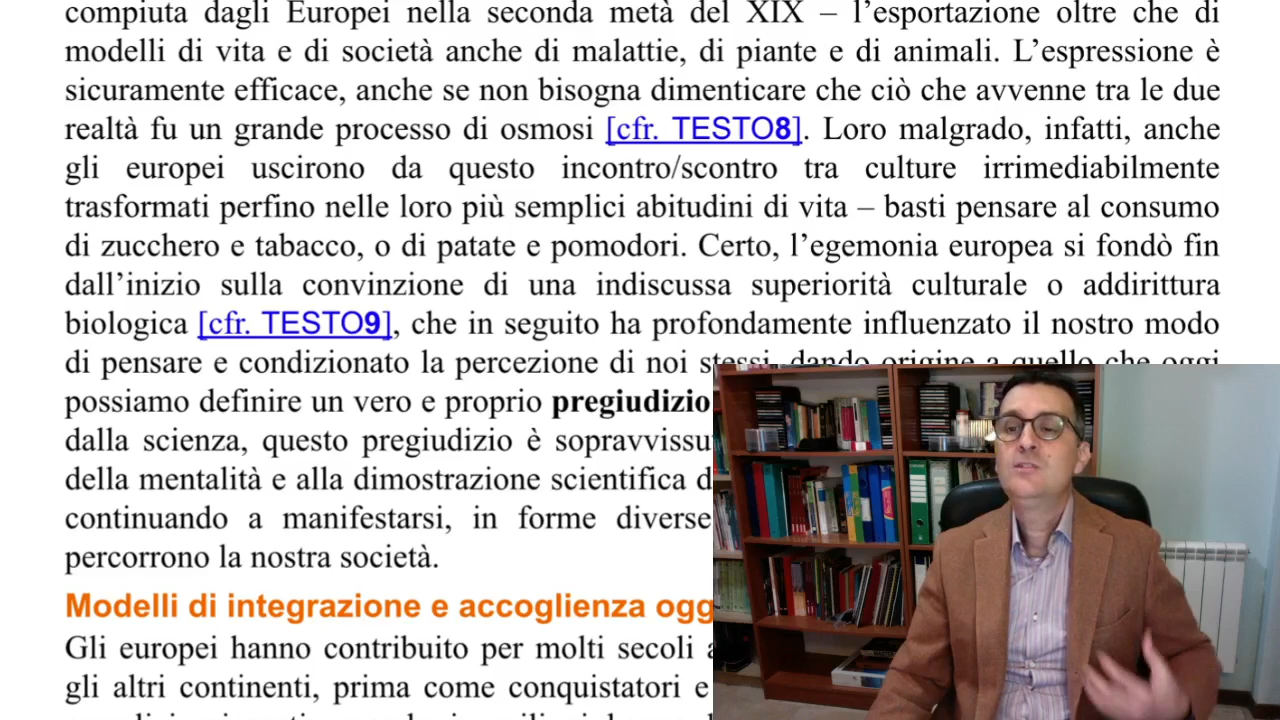 compiuta dagli Europei nella seconda metà del XIX – l’esportazione oltre che di
modelli di vita e di società anche di malattie, di piante e di animali. L’espressione è
sicuramente efficace, anche se non bisogna dimenticare che ciò che avvenne tra le due
realtà fu un grande processo di osmosi [cfr. TESTO8]. Loro malgrado, infatti, anche
gli europei uscirono da questo incontro/scontro tra culture irrimediabilmente
trasformati perfino nelle loro più semplici abitudini di vita – basti pensare al consumo
di zucchero e tabacco, o di patate e pomodori. Certo, l’egemonia europea si fondò fin
dall’inizio sulla convinzione di una indiscussa superiorità culturale o addirittura
biologica [cfr. TESTO9], che in seguito ha profondamente influenzato il nostro modo
di pensare e condizionato la percezione di noi stessi, dando origine a quello che oggi
possiamo definire un vero e proprio pregiudizio
dalla scienza, questo pregiudizio è
della mentalità e alla dimostrazione scientifica
continuando a manifestarsi, in forme diverse
percorrono la nostra società.
Modelli di integrazione e accoglienza
Gli europei hanno contribuito per molti secoli
gli altri continenti, prima come conquistatori e